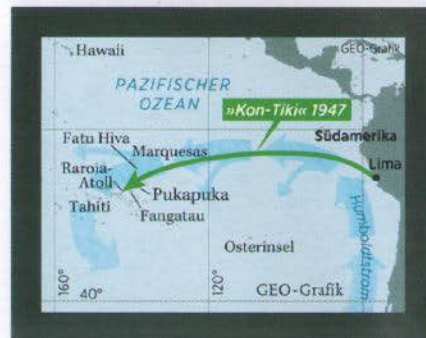 Hawaii
GEO-Grafik
PAZIFISCHER
OZEAN
»Kon-Tiki« 1947
Südamerika
Fatu Hiva
Marquesas
Lima
Raroia-
Atoll
Pukapuka
Tahiti
Fangatau
Humboldtstrom
Osterinsel
160°
40°
120°
GEO-Grafik